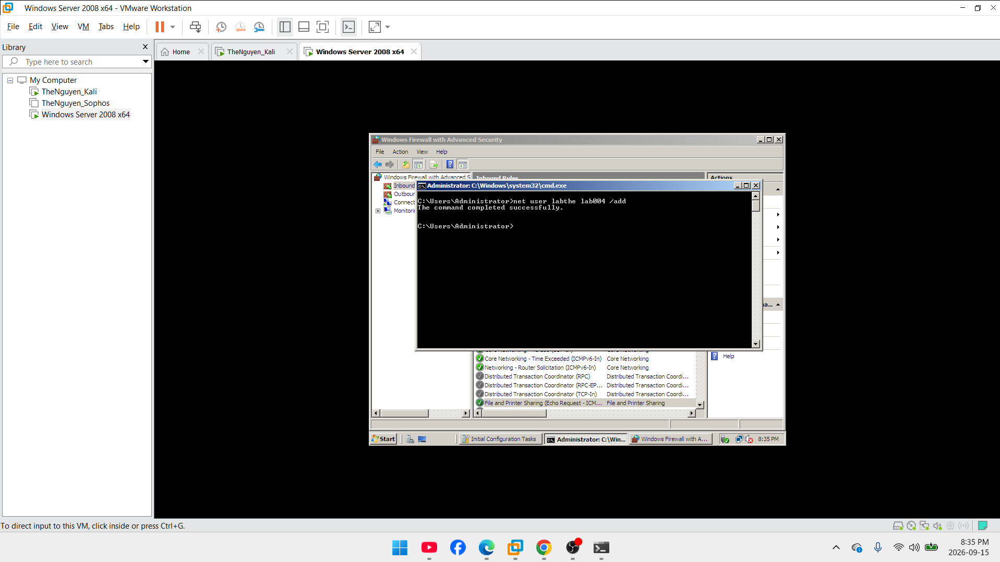 Windows Server 2008 x64 - VMware Workstation
File Edit View VM Tabs Help
Library
Type here to search
My Computer
TheNguyen_Kali
TheNguyen_Sophos
Windows Server 2008 x64
Home
TheNguyen_Kali
Windows Server 2008 x64
Windows Firewall with Advanced Security
File Action View Help
Windows Firewall with Advanced S
Inbound
Outbou
Connect
Monitorin
Inbound Rules
Actions
Administrator: C:\Windows\system32\cmd.exe
C:\Users\Administrator>net user labthe lab004 /add
The command completed successfully.
C:\Users\Administrator>
na...
Core Networking - Time Exceeded (ICMPv6-In) Core Networking
Networking - Router Solicitation (ICMPv6-In) Core Networking
Distributed Transaction Coordinator (RPC) Distributed Transaction Coordi...
Distributed Transaction Coordinator (RPC-EP... Distributed Transaction Coordi...
Distributed Transaction Coordinator (TCP-In) Distributed Transaction Coordi...
File and Printer Sharing (Echo Request - ICM... File and Printer Sharing
Help
Start
Initial Configuration Tasks
Administrator: C:\Win...
Windows Firewall with A...
8:35 PM
To direct input to this VM, click inside or press Ctrl+G.
8:35 PM
2026-09-15